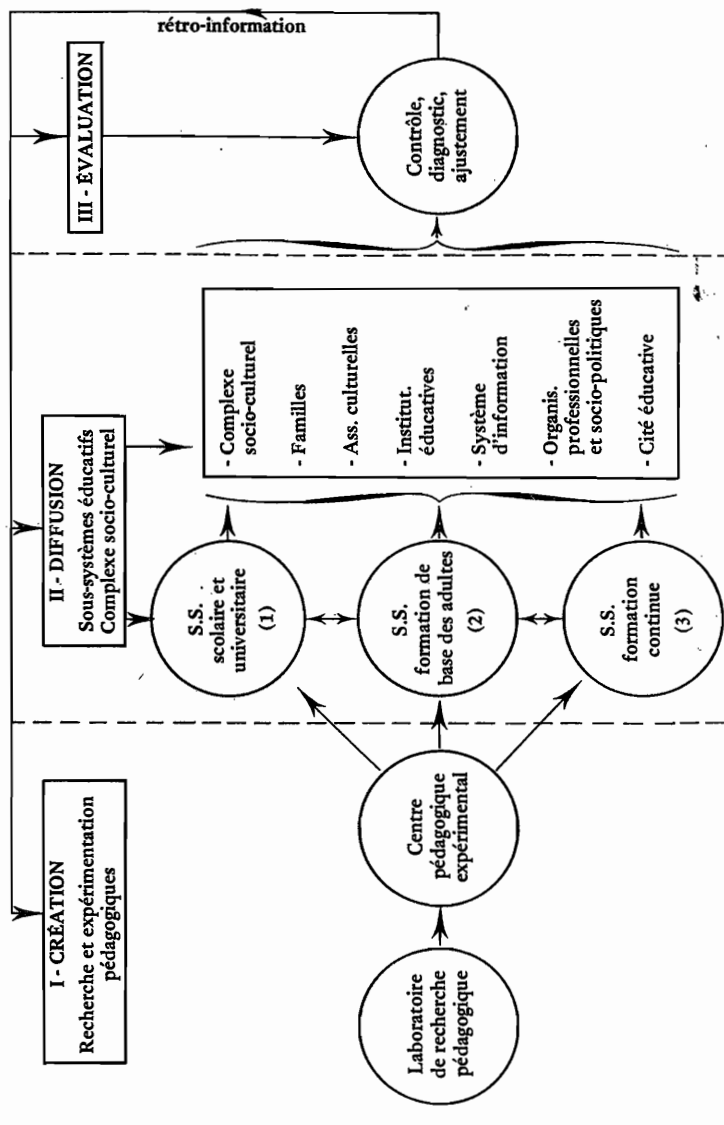 I - CRÉATION
Recherche et expérimentation
pédagogiques
II - DIFFUSION
Sous-systèmes éducatifs
Complexe socio-culturel
III - ÉVALUATION
rétro-information
Laboratoire
de recherche
pédagogique
Centre
pédagogique
expérimental
S.S.
scolaire et
universitaire
(1)
S.S.
formation de
base des adultes
(2)
S.S.
formation
continue
(3)
- Complexe
socio-culturel
- Familles
- Ass. culturelles
- Institut.
éducatives
- Système
d'information
- Organis.
professionnelles
et socio-politiques
- Cité éducative
Contrôle,
diagnostic,
ajustement